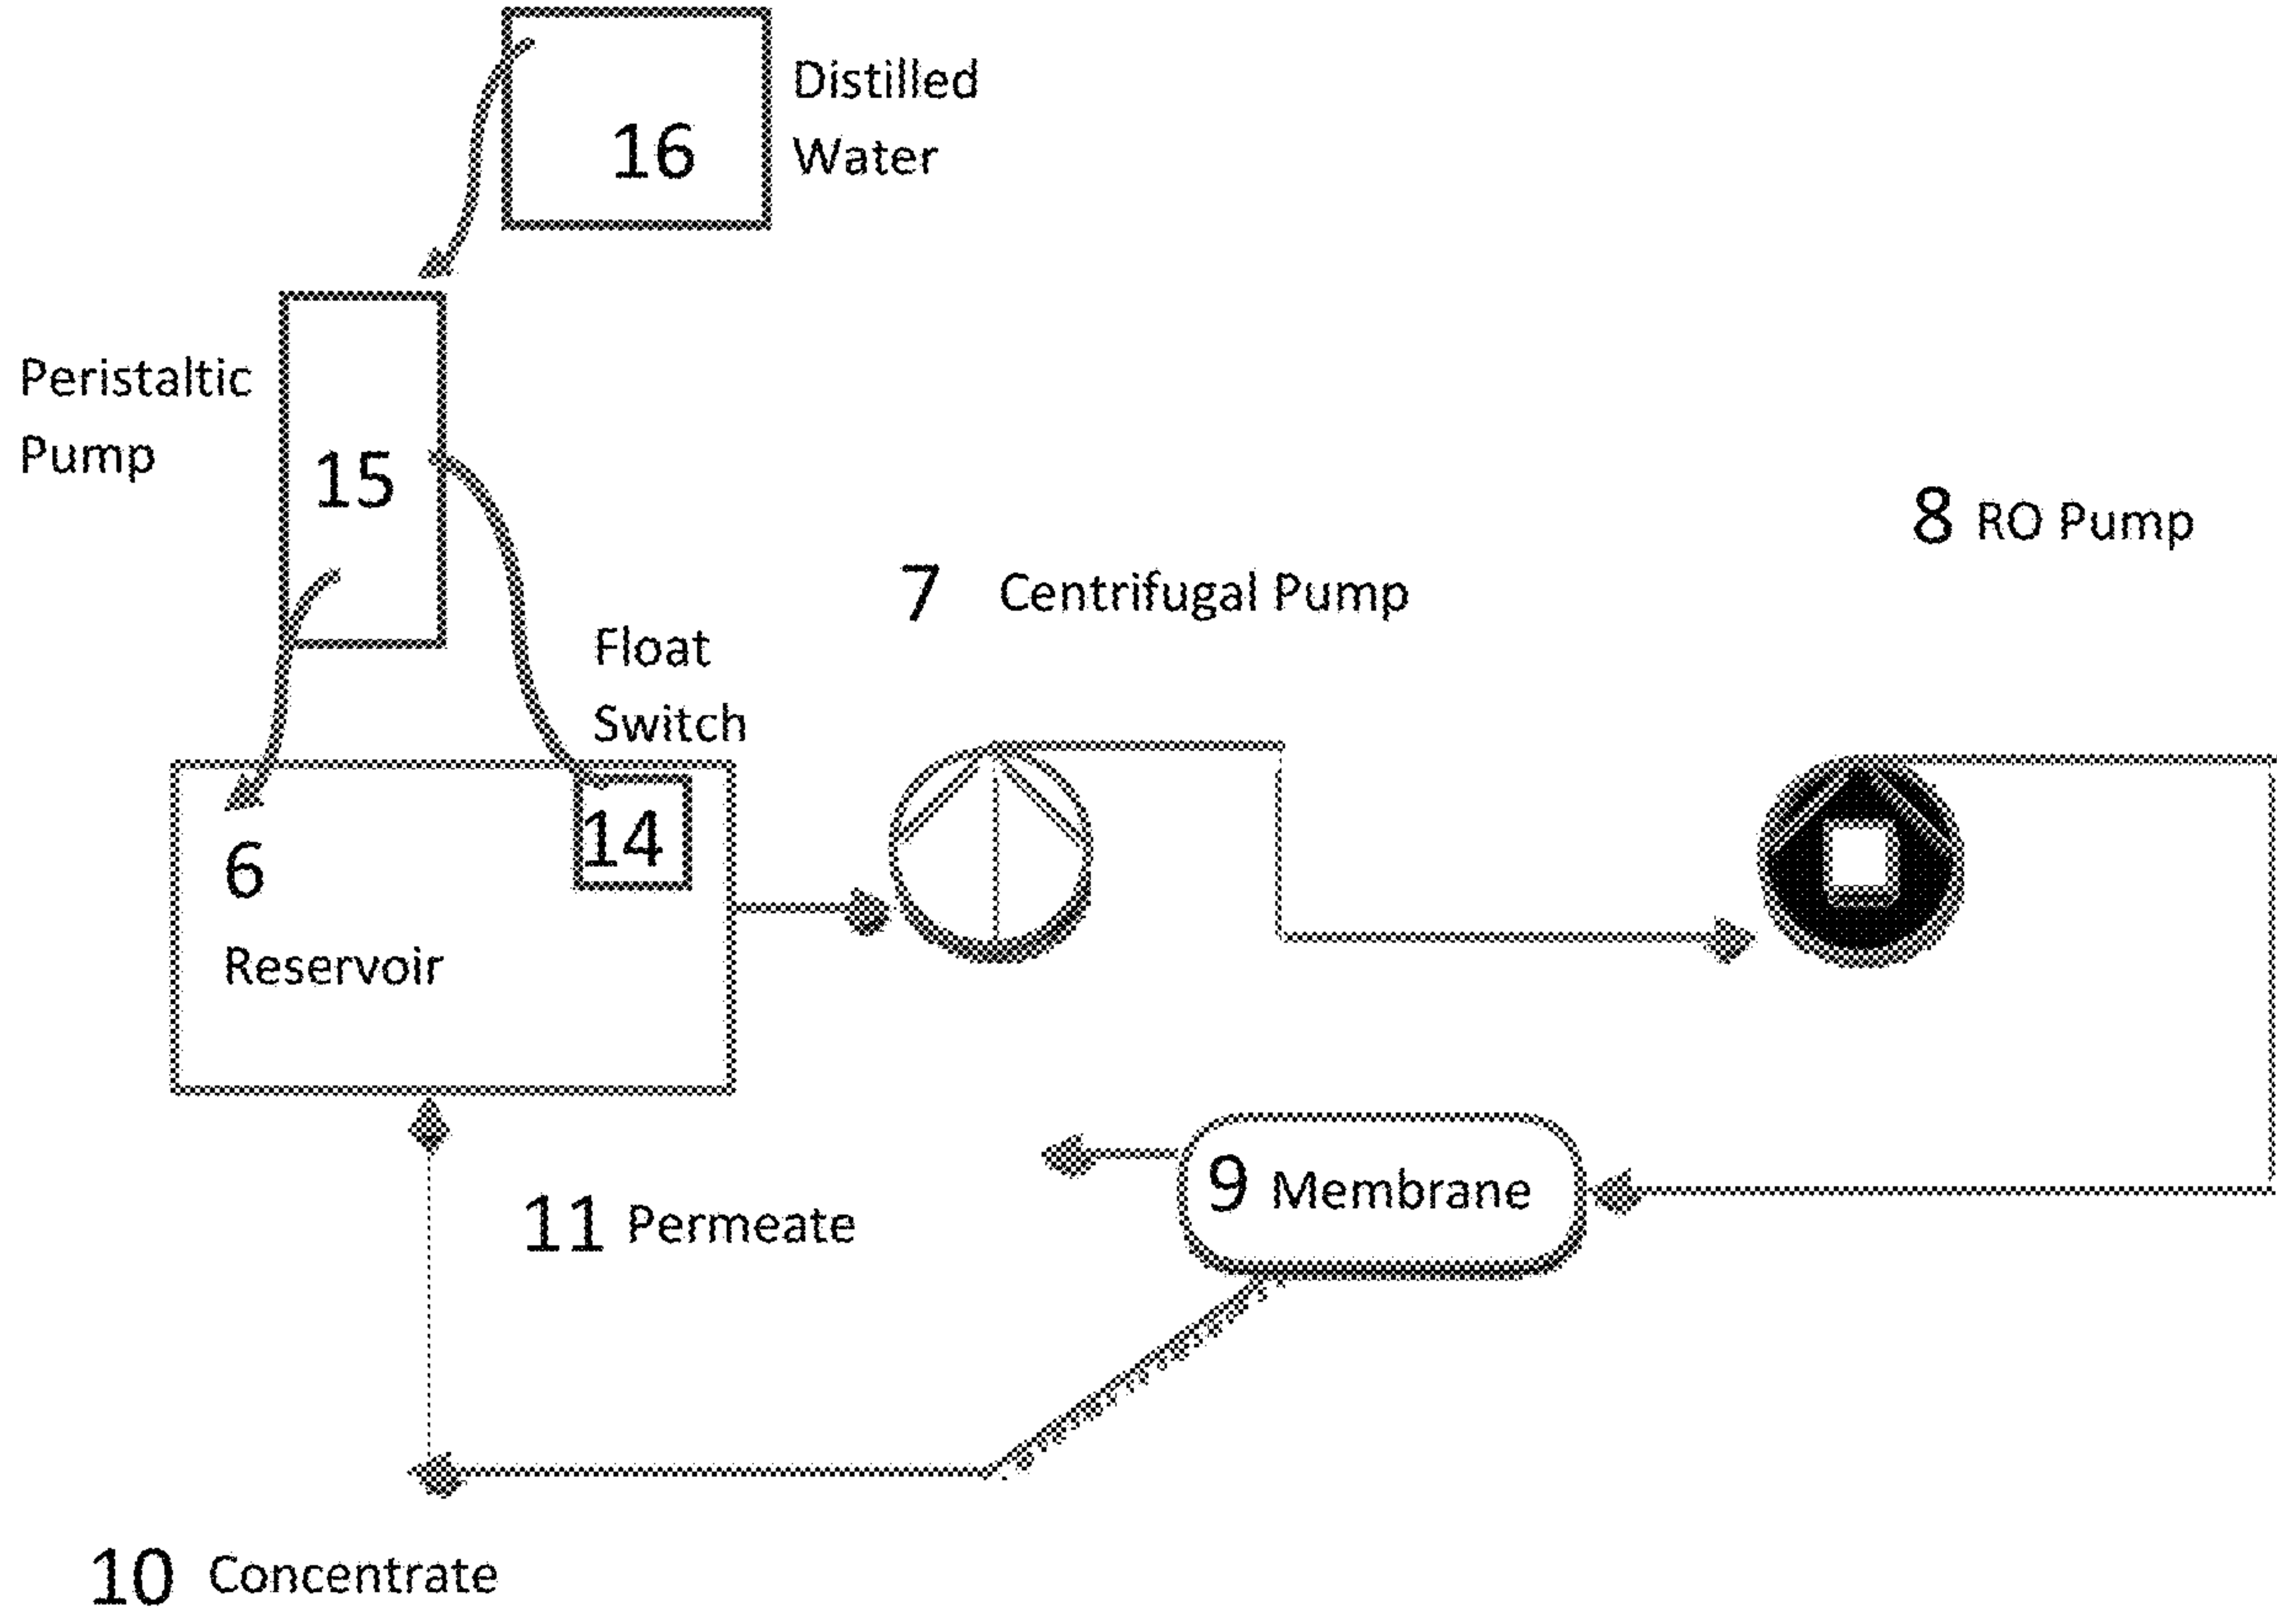 Distilled
16
Water
Peristaltic
Pump
15
8 RO Pump
7 Centrifugal Pump
Float
Switch
14
6
Reservoir
9 Membrane
11 Permeate
10 Concentrate